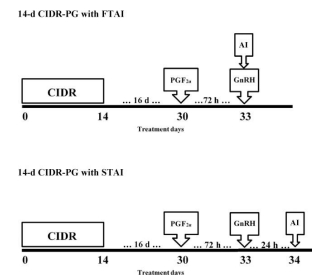 14-d CIDR-PG with FTAI
AI
PGF2α
GnRH
CIDR
... 16 d ... ...72 h ...
0 14 30 33
Treatment days
14-d CIDR-PG with STAI
PGF2α GnRH AI
CIDR
... 16 d ... ... 72 h ... ... 24 h ...
0 14 30 33 34
Treatment days